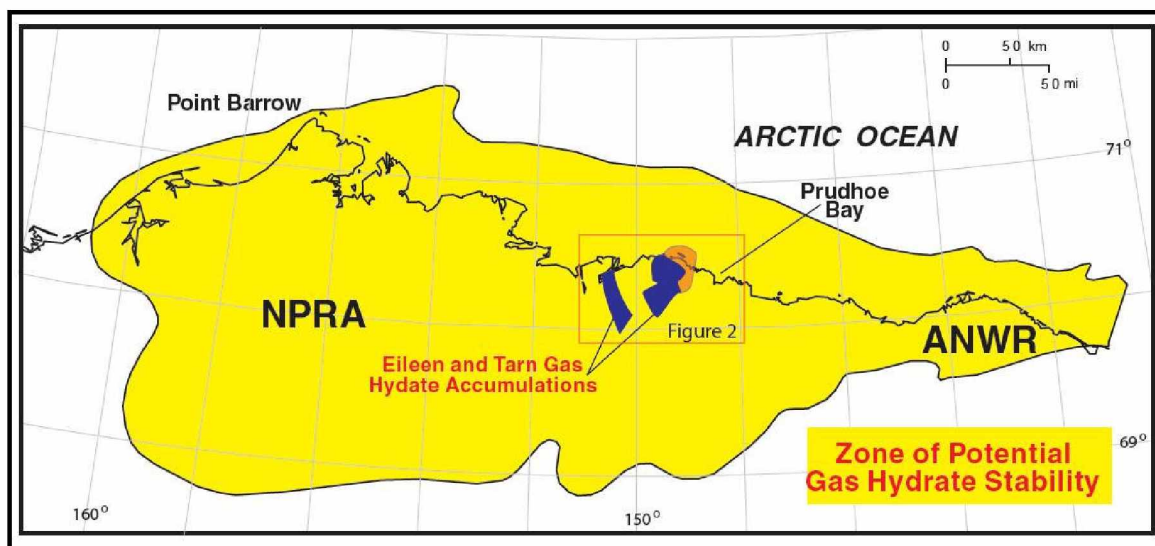 0 50 km
0 50 mi
Point Barrow
ARCTIC OCEAN
71°
Prudhoe
Bay
NPRA
Figure 2
ANWR
Eileen and Tarn Gas
Hydate Accumulations
Zone of Potential
Gas Hydrate Stability
69°
160°
150°